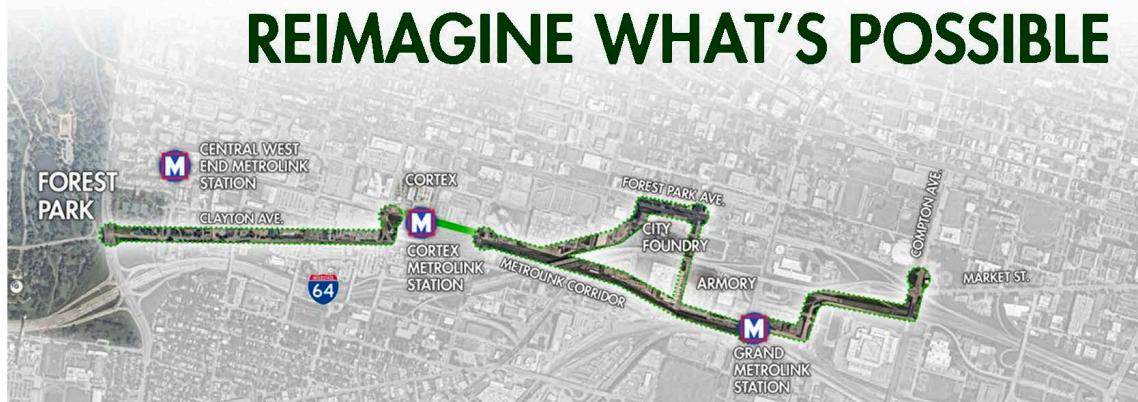 REIMAGINE WHAT'S POSSIBLE
M
CENTRAL WEST
END METROLINK
STATION
FOREST
PARK
CLAYTON AVE.
CORTEX
M
CORTEX
METROLINK
STATION
INTERSTATE
64
FOREST PARK AVE.
CITY
FOUNDRY
METROLINK CORRIDOR
ARMORY
M
GRAND
METROLINK
STATION
COMPTON AVE.
MARKET ST.